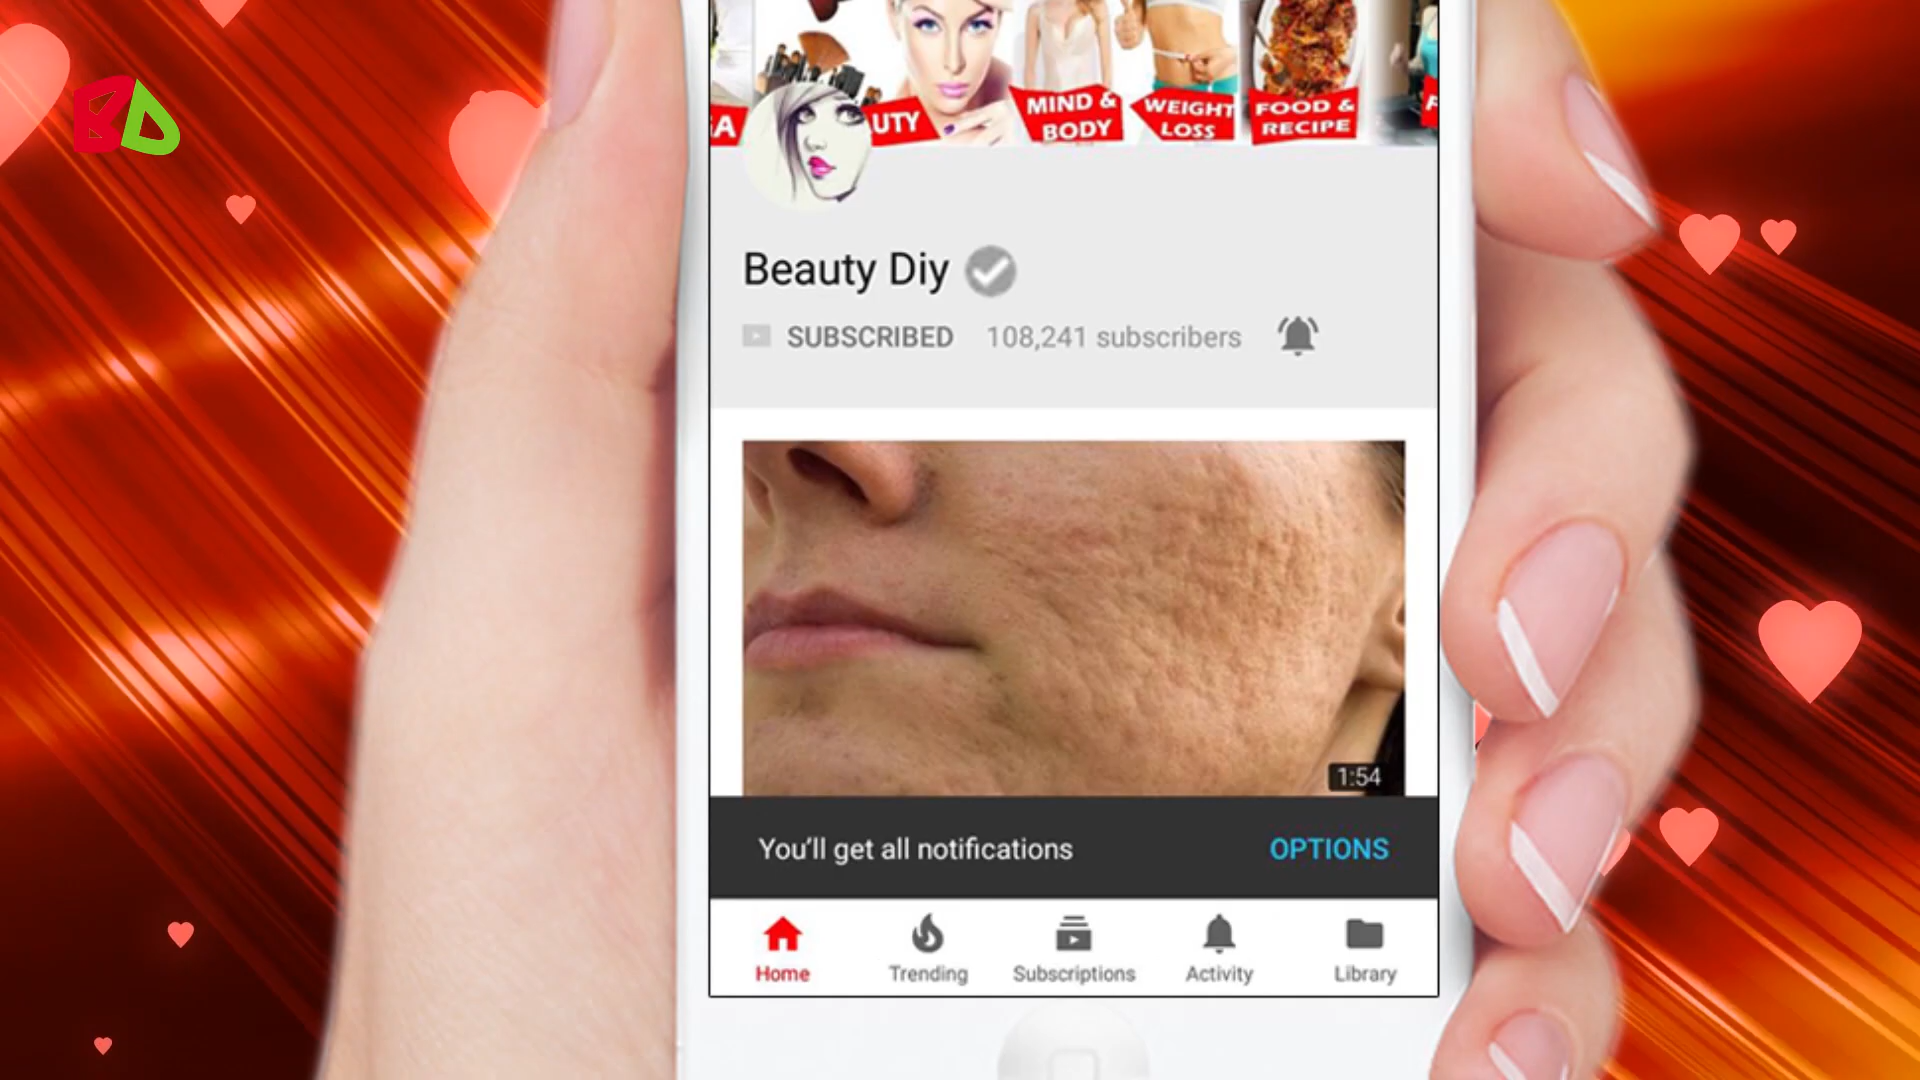 BD
UTY
MIND &
BODY
WEIGHT
LOSS
FOOD &
RECIPE
Beauty Diy
SUBSCRIBED 108,241 subscribers
1:54
You'll get all notifications OPTIONS
Home Trending Subscriptions Activity Library